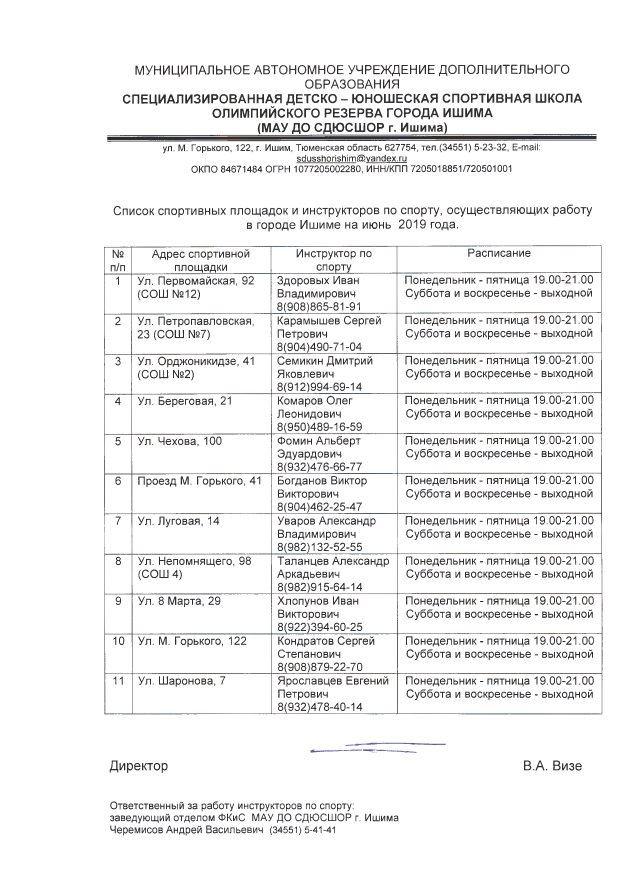 МУНИЦИПАЛЬНОЕ АВТОНОМНОЕ УЧРЕЖДЕНИЕ ДОПОЛНИТЕЛЬНОГО
ОБРАЗОВАНИЯ
СПЕЦИАЛИЗИРОВАННАЯ ДЕТСКО – ЮНОШЕСКАЯ СПОРТИВНАЯ ШКОЛА
ОЛИМПИЙСКОГО РЕЗЕРВА ГОРОДА ИШИМА
(МАУ ДО СДЮСШОР г. Ишима)
ул. М. Горького, 122, г. Ишим, Тюменская область 627754, тел.(34551) 5-23-32, E-mail:
sdusshorishim@yandex.ru
ОКПО 84671484 ОГРН 1077205002280, ИНН/КПП 7205018851/720501001
Список спортивных площадок и инструкторов по спорту, осуществляющих работу
в городе Ишиме на июнь 2019 года.
№ Адрес спортивной Инструктор по Расписание
п/п площадки спорту
1 Ул. Первомайская, 92 Здоровых Иван Понедельник - пятница 19.00-21.00
(СОШ №12) Владимирович Суббота и воскресенье - выходной
8(908)865-81-91
2 Ул. Петропавловская, Карамышев Сергей Понедельник - пятница 19.00-21.00
23 (СОШ №7) Петрович Суббота и воскресенье - выходной
8(904)490-71-04
3 Ул. Орджоникидзе, 41 Семикин Дмитрий Понедельник - пятница 19.00-21.00
(СОШ №2) Яковлевич Суббота и воскресенье - выходной
8(912)994-69-14
4 Ул. Береговая, 21 Комаров Олег Понедельник - пятница 19.00-21.00
Леонидович Суббота и воскресенье - выходной
8(950)489-16-59
5 Ул. Чехова, 100 Фомин Альберт Понедельник - пятница 19.00-21.00
Эдуардович Суббота и воскресенье - выходной
8(932)476-66-77
6 Проезд М. Горького, 41 Богданов Виктор Понедельник - пятница 19.00-21.00
Викторович Суббота и воскресенье - выходной
8(904)462-25-47
7 Ул. Луговая, 14 Уваров Александр Понедельник - пятница 19.00-21.00
Владимирович Суббота и воскресенье - выходной
8(982)132-52-55
8 Ул. Непомнящего, 98 Таланцев Александр Понедельник - пятница 19.00-21.00
(СОШ 4) Аркадьевич Суббота и воскресенье - выходной
8(982)915-64-14
9 Ул. 8 Марта, 29 Хлопунов Иван Понедельник - пятница 19.00-21.00
Викторович Суббота и воскресенье - выходной
8(922)394-60-25
10 Ул. М. Горького, 122 Кондратов Сергей Понедельник - пятница 19.00-21.00
Степанович Суббота и воскресенье - выходной
8(908)879-22-70
11 Ул. Шаронова, 7 Ярославцев Евгений Понедельник - пятница 19.00-21.00
Петрович Суббота и воскресенье - выходной
8(932)478-40-14
Директор В.А. Визе
Ответственный за работу инструкторов по спорту:
заведующий отделом ФКиС МАУ ДО СДЮСШОР г. Ишима
Черемисов Андрей Васильевич (34551) 5-41-41